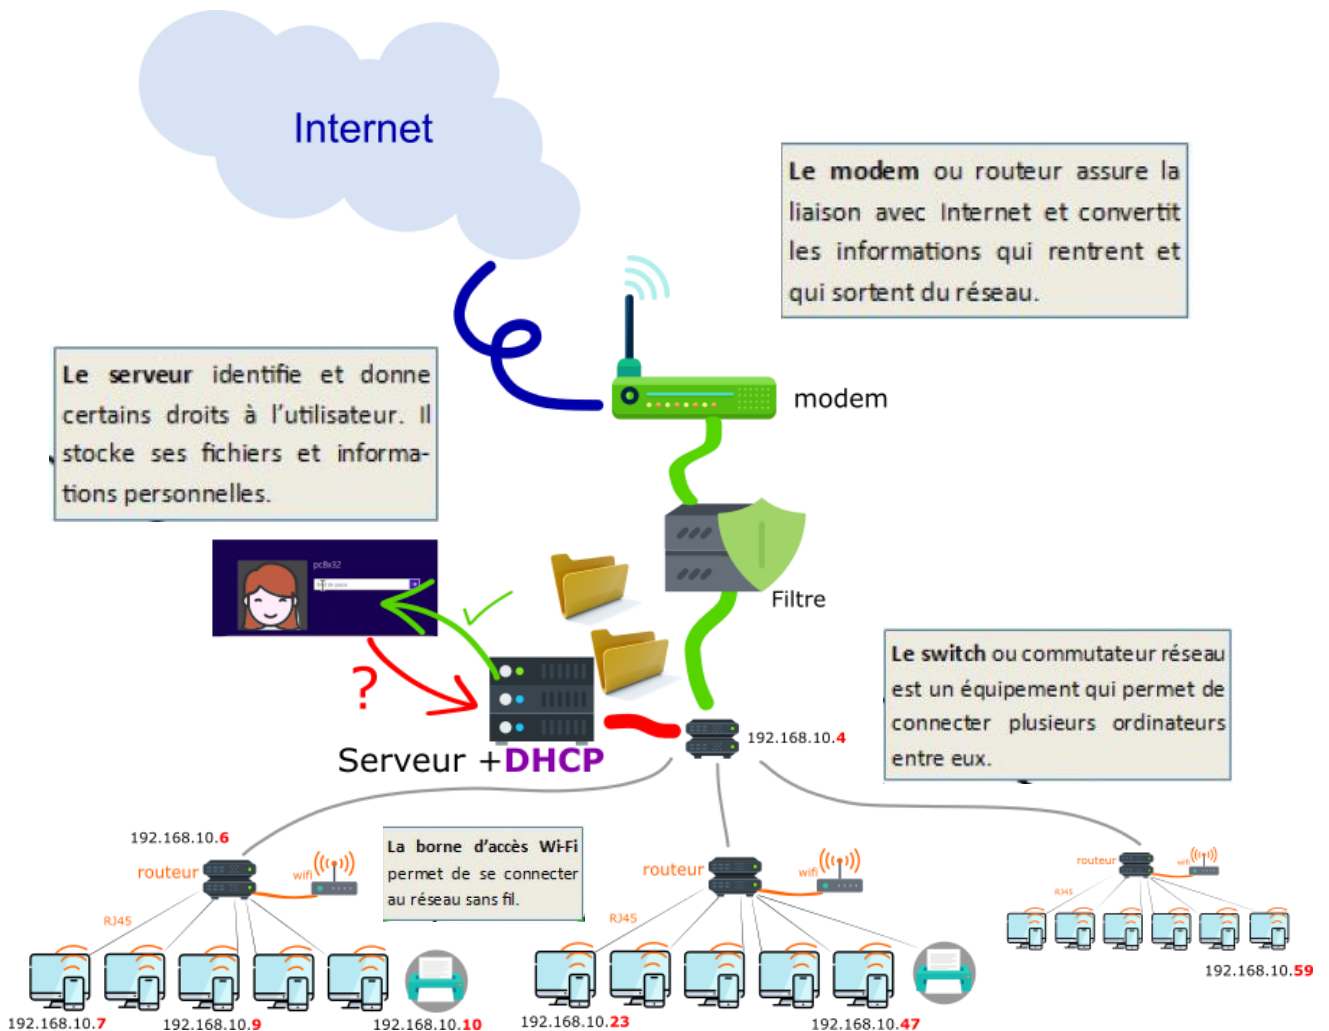 Internet
Le modem ou routeur assure la
liaison avec Internet et convertit
les informations qui rentrent et
qui sortent du réseau.
Le serveur identifie et donne
certains droits à l'utilisateur. Il
stocke ses fichiers et informa-
tions personnelles.
modem
pc8x32
Filtre
?
Serveur +DHCP
192.168.10.4
Le switch ou commutateur réseau
est un équipement qui permet de
connecter plusieurs ordinateurs
entre eux.
192.168.10.6
routeur
wifi
RJ45
La borne d'accès Wi-Fi
permet de se connecter
au réseau sans fil.
routeur
wifi
RJ45
routeur
wifi
RJ45
192.168.10.7
192.168.10.9
192.168.10.10
192.168.10.23
192.168.10.47
192.168.10.59